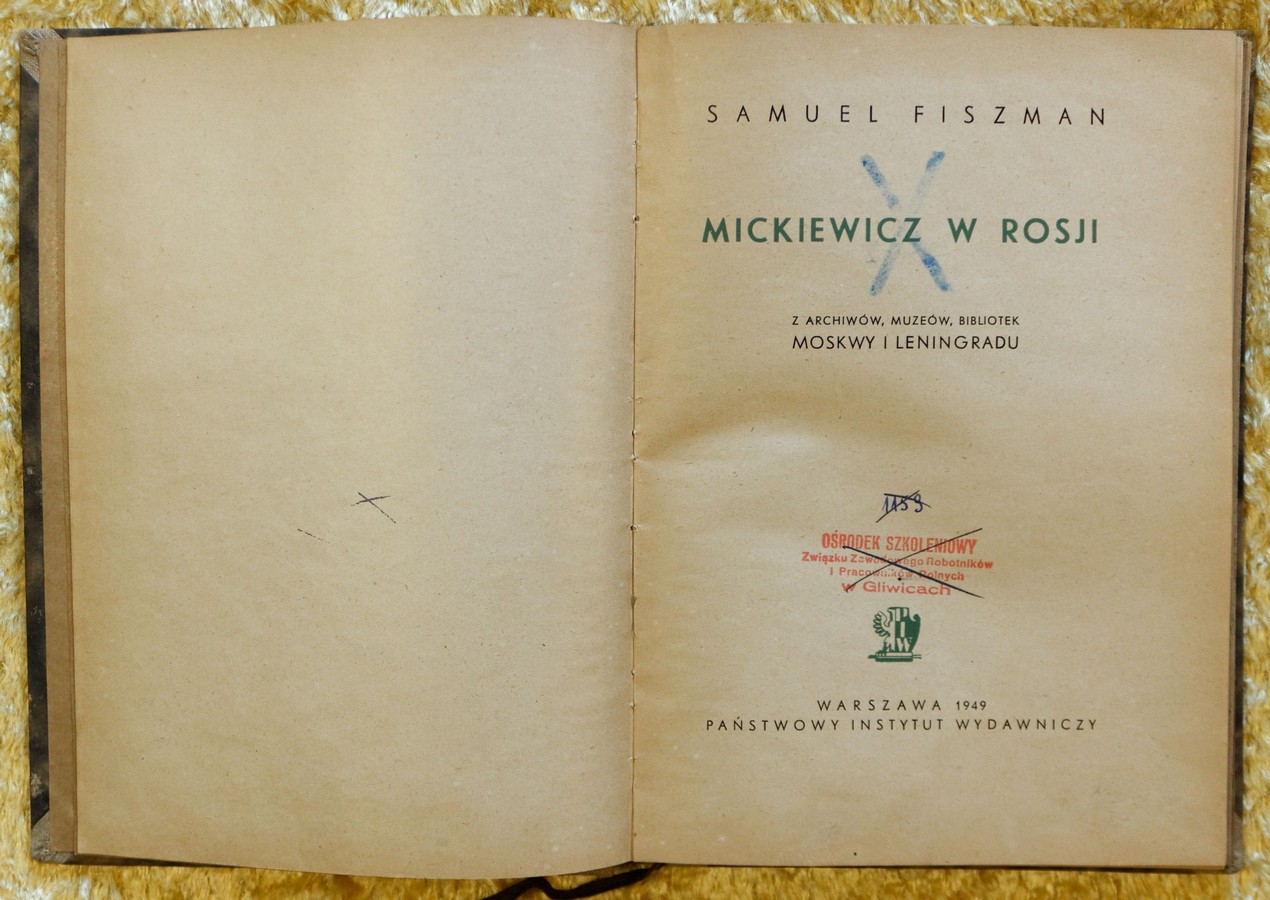 SAMUEL FISZMAN
MICKIEWICZ W ROSJI
Z ARCHIWÓW, MUZEÓW, BIBLIOTEK
MOSKWY I LENINGRADU
1159
OŚRODEK SZKOLENIOWY
Związku Zawodowego Robotników
i Pracowników Rolnych
w Gliwicach
PIW
WARSZAWA 1949
PAŃSTWOWY INSTYTUT WYDAWNICZY